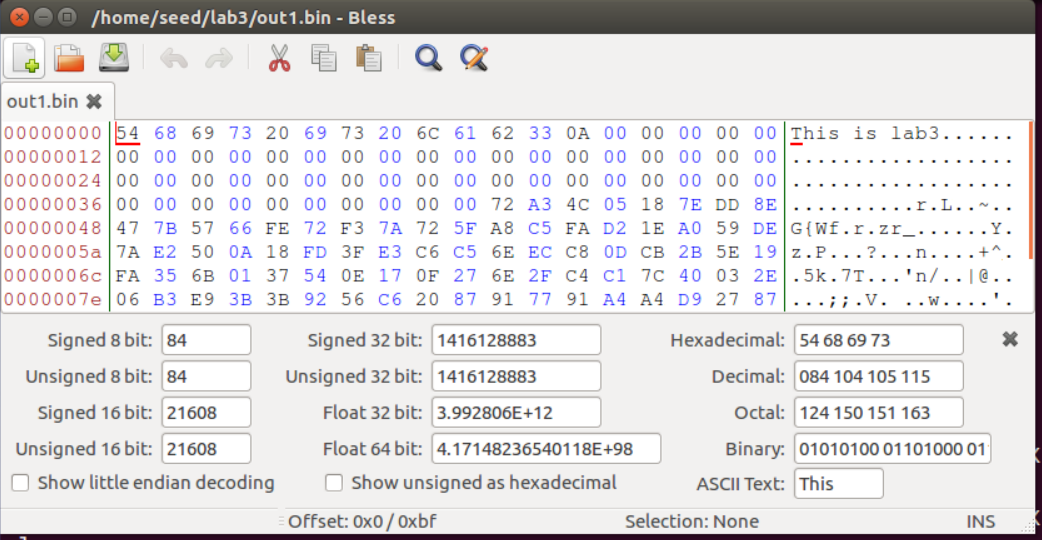 /home/seed/lab3/out1.bin - Bless
out1.bin
00000000 54 68 69 73 20 69 73 20 6C 61 62 33 0A 00 00 00 00 00 This is lab3......
00000012 00 00 00 00 00 00 00 00 00 00 00 00 00 00 00 00 00 00 ..................
00000024 00 00 00 00 00 00 00 00 00 00 00 00 00 00 00 00 00 00 ..................
00000036 00 00 00 00 00 00 00 00 00 00 72 A3 4C 05 18 7E DD 8E ..........r.L..~..
00000048 47 7B 57 66 FE 72 F3 7A 72 5F A8 C5 FA D2 1E A0 59 DE G{Wf.r.zr_......Y.
0000005a 7A E2 50 0A 18 FD 3F E3 C6 C5 6E EC C8 0D CB 2B 5E 19 z.P...?...n....+^.
0000006c FA 35 6B 01 37 54 0E 17 0F 27 6E 2F C4 C1 7C 40 03 2E .5k.7T...'n/..|@..
0000007e 06 B3 E9 3B 3B 92 56 C6 20 87 91 77 91 A4 A4 D9 27 87 ...;;.V. ..w....'.
Signed 8 bit: 84 Signed 32 bit: 1416128883 Hexadecimal: 54 68 69 73
Unsigned 8 bit: 84 Unsigned 32 bit: 1416128883 Decimal: 084 104 105 115
Signed 16 bit: 21608 Float 32 bit: 3.992806E+12 Octal: 124 150 151 163
Unsigned 16 bit: 21608 Float 64 bit: 4.17148236540118E+98 Binary: 01010100 01101000 01
Show little endian decoding Show unsigned as hexadecimal ASCII Text: This
Offset: 0x0 / 0xbf Selection: None INS